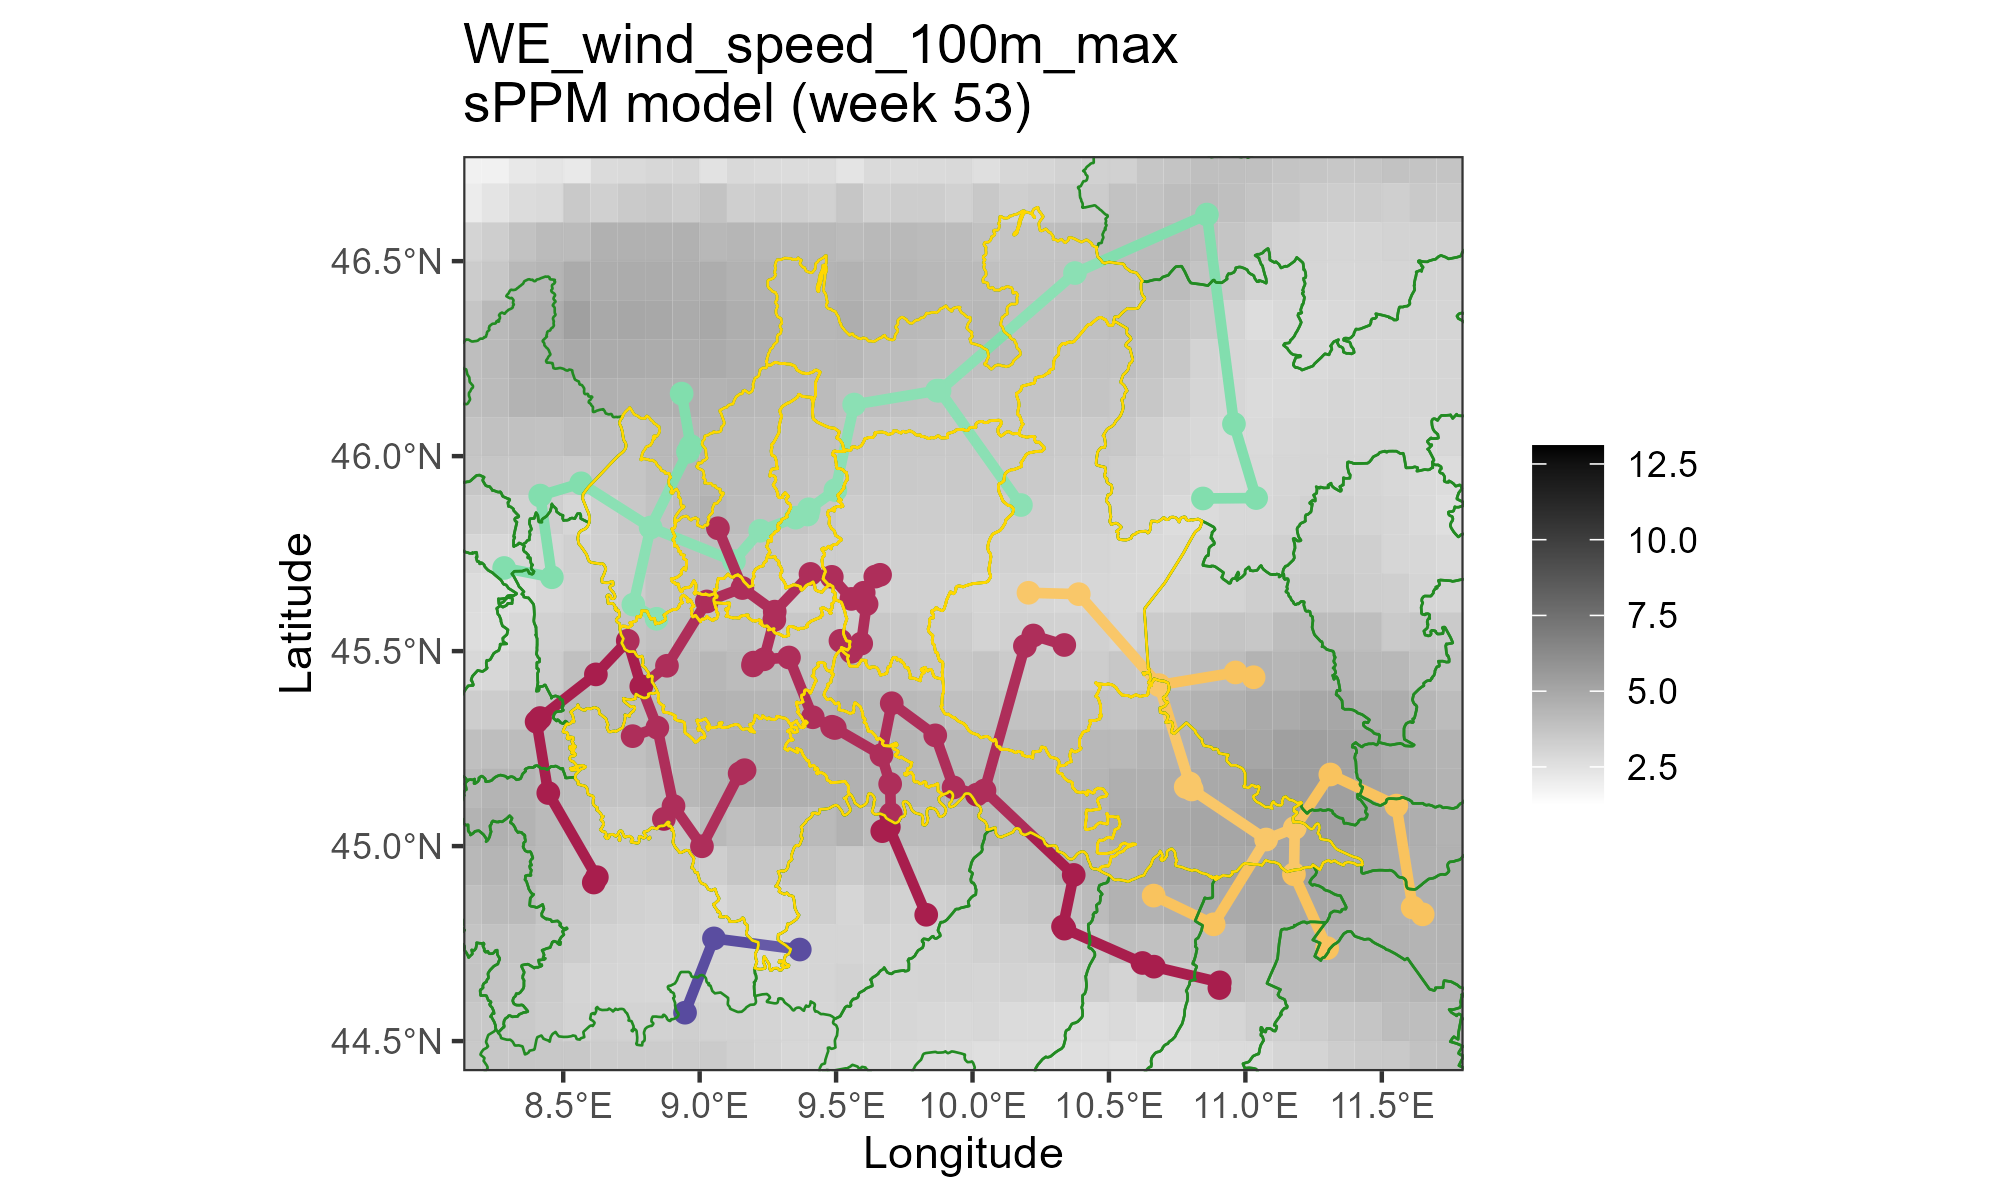 WE_wind_speed_100m_max
sPPM model (week 53)
46.5°N
46.0°N
45.5°N
45.0°N
44.5°N
Latitude
8.5°E 9.0°E 9.5°E 10.0°E 10.5°E 11.0°E 11.5°E
Longitude
12.5
10.0
7.5
5.0
2.5